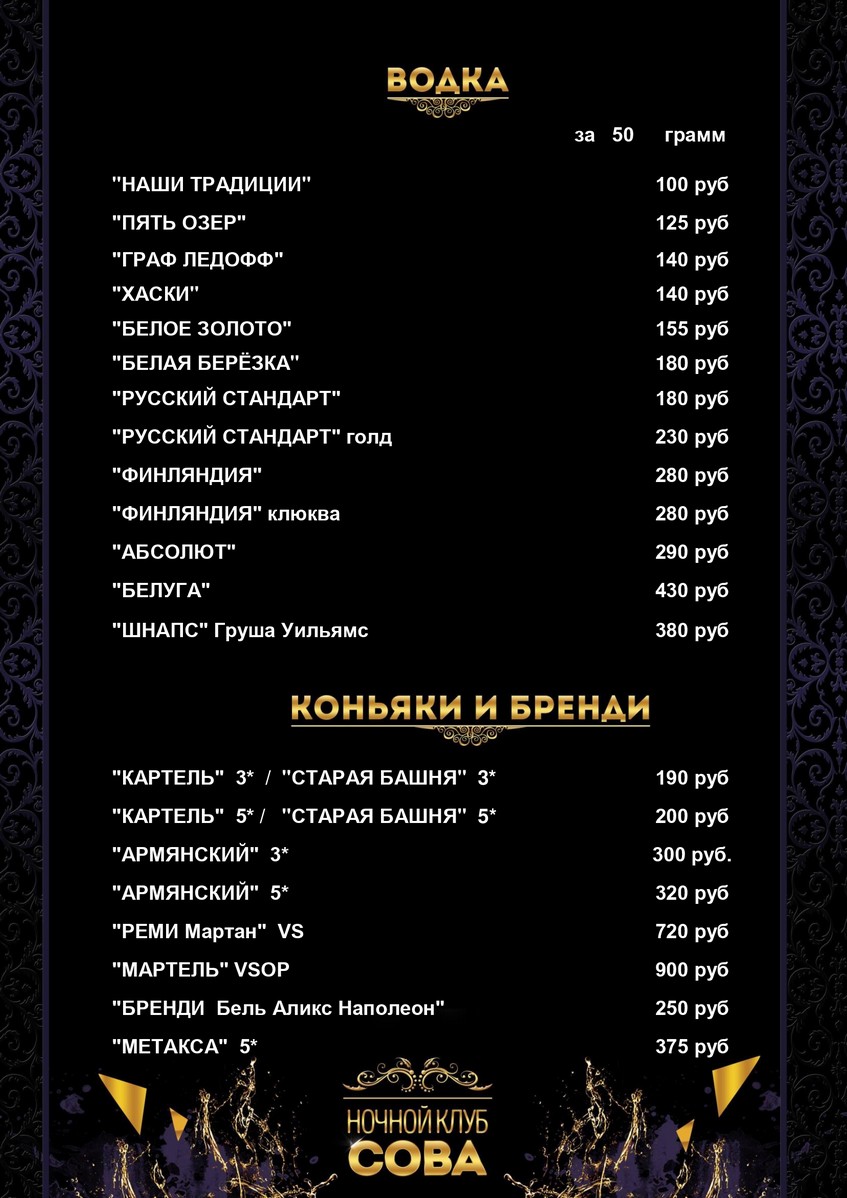 ВОДКА
за 50 грамм
"НАШИ ТРАДИЦИИ" 100 руб
"ПЯТЬ ОЗЕР" 125 руб
"ГРАФ ЛЕДОФФ" 140 руб
"ХАСКИ" 140 руб
"БЕЛОЕ ЗОЛОТО" 155 руб
"БЕЛАЯ БЕРЁЗКА" 180 руб
"РУССКИЙ СТАНДАРТ" 180 руб
"РУССКИЙ СТАНДАРТ" голд 230 руб
"ФИНЛЯНДИЯ" 280 руб
"ФИНЛЯНДИЯ" клюква 280 руб
"АБСОЛЮТ" 290 руб
"БЕЛУГА" 430 руб
"ШНАПС" Груша Уильямс 380 руб
КОНЬЯКИ И БРЕНДИ
"КАРТЕЛЬ" 3* / "СТАРАЯ БАШНЯ" 3* 190 руб
"КАРТЕЛЬ" 5* / "СТАРАЯ БАШНЯ" 5* 200 руб
"АРМЯНСКИЙ" 3* 300 руб.
"АРМЯНСКИЙ" 5* 320 руб
"РЕМИ Мартан" VS 720 руб
"МАРТЕЛЬ" VSOP 900 руб
"БРЕНДИ Бель Аликс Наполеон" 250 руб
"МЕТАКСА" 5* 375 руб
НОЧНОЙ КЛУБ
СОВА